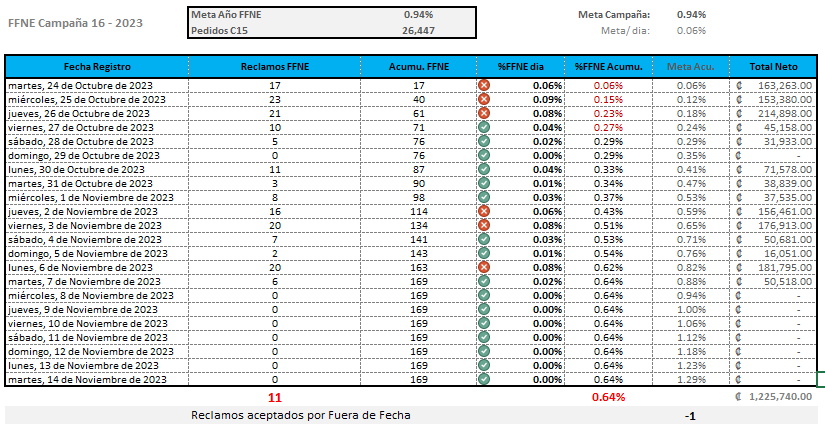 FFNE Campaña 16 - 2023
Meta Año FFNE 0.94%
Pedidos C15 26,447
Meta Campaña: 0.94%
Meta/ dia: 0.06%
Fecha Registro Reclamos FFNE Acumu. FFNE %FFNE dia %FFNE Acumu. Meta Acu. Total Neto
martes, 24 de Octubre de 2023 17 17 0.06% 0.06% 0.06% ₡ 163,263.00
miércoles, 25 de Octubre de 2023 23 40 0.09% 0.15% 0.12% ₡ 153,380.00
jueves, 26 de Octubre de 2023 21 61 0.08% 0.23% 0.18% ₡ 214,898.00
viernes, 27 de Octubre de 2023 10 71 0.04% 0.27% 0.24% ₡ 45,158.00
sábado, 28 de Octubre de 2023 5 76 0.02% 0.29% 0.29% ₡ 31,933.00
domingo, 29 de Octubre de 2023 0 76 0.00% 0.29% 0.35% ₡ -
lunes, 30 de Octubre de 2023 11 87 0.04% 0.33% 0.41% ₡ 71,578.00
martes, 31 de Octubre de 2023 3 90 0.01% 0.34% 0.47% ₡ 38,839.00
miércoles, 1 de Noviembre de 2023 8 98 0.03% 0.37% 0.53% ₡ 37,535.00
jueves, 2 de Noviembre de 2023 16 114 0.06% 0.43% 0.59% ₡ 156,461.00
viernes, 3 de Noviembre de 2023 20 134 0.08% 0.51% 0.65% ₡ 176,913.00
sábado, 4 de Noviembre de 2023 7 141 0.03% 0.53% 0.71% ₡ 50,681.00
domingo, 5 de Noviembre de 2023 2 143 0.01% 0.54% 0.76% ₡ 16,051.00
lunes, 6 de Noviembre de 2023 20 163 0.08% 0.62% 0.82% ₡ 181,795.00
martes, 7 de Noviembre de 2023 6 169 0.02% 0.64% 0.88% ₡ 50,518.00
miércoles, 8 de Noviembre de 2023 0 169 0.00% 0.64% 0.94% ₡ -
jueves, 9 de Noviembre de 2023 0 169 0.00% 0.64% 1.00% ₡ -
viernes, 10 de Noviembre de 2023 0 169 0.00% 0.64% 1.06% ₡ -
sábado, 11 de Noviembre de 2023 0 169 0.00% 0.64% 1.12% ₡ -
domingo, 12 de Noviembre de 2023 0 169 0.00% 0.64% 1.18% ₡ -
lunes, 13 de Noviembre de 2023 0 169 0.00% 0.64% 1.23% ₡ -
martes, 14 de Noviembre de 2023 0 169 0.00% 0.64% 1.29% ₡ -
11 0.64% ₡ 1,225,740.00
Reclamos aceptados por Fuera de Fecha -1